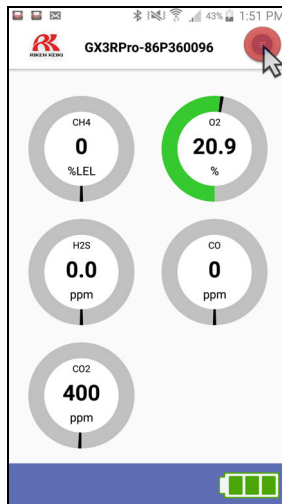 43% 1:51 PM
RIKEN KEIKI
GX3RPro-86P360096
CH4
0
%LEL
O2
20.9
%
H2S
0.0
ppm
CO
0
ppm
CO2
400
ppm